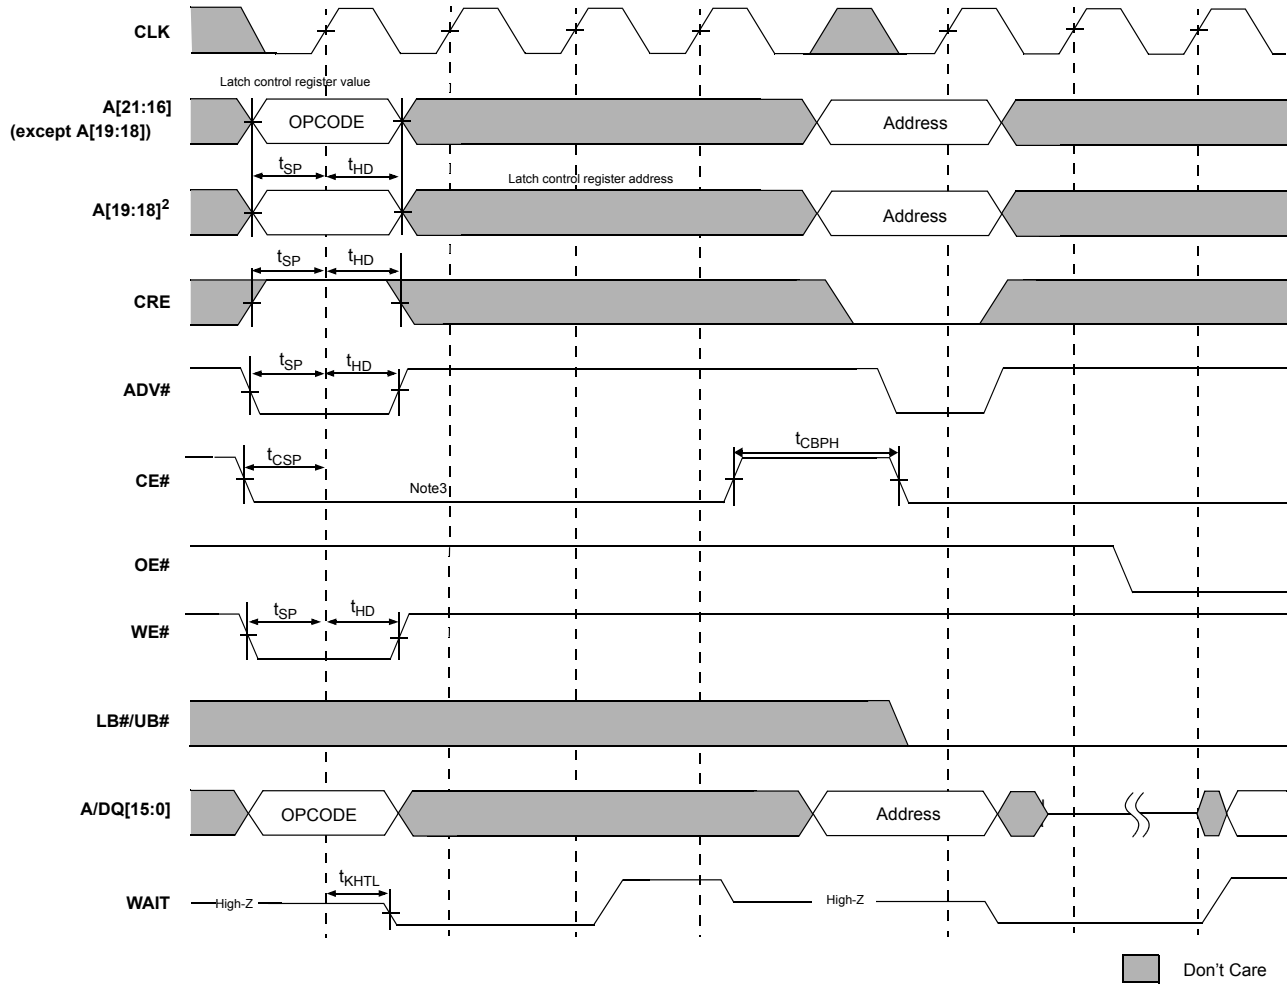 CLK
Latch control register value
A[21:16]
(except A[19:18])
OPCODE
Address
tSP
tHD
Latch control register address
A[19:18]2
Address
tSP
tHD
CRE
tSP
tHD
ADV#
tCBPH
tCSP
CE#
Note3
OE#
tSP
tHD
WE#
LB#/UB#
A/DQ[15:0]
OPCODE
Address
tKHTL
WAIT
High-Z
High-Z
Don't Care